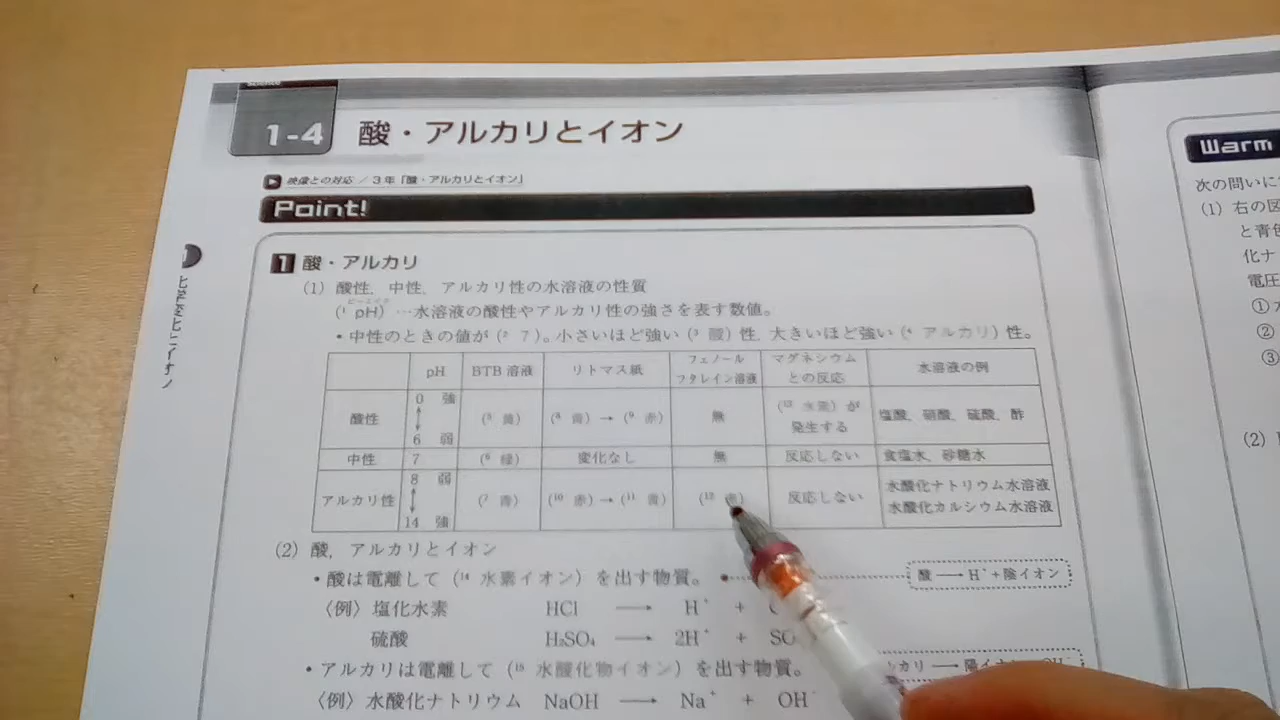 Science
1-4 酸・アルカリとイオン
映像との対応／3年「酸・アルカリとイオン」
Point!
1 酸・アルカリ
(1) 酸性、中性、アルカリ性の水溶液の性質
ピーエイチ
(1 pH) …水溶液の酸性やアルカリ性の強さを表す数値。
・中性のときの値が (2 7)。小さいほど強い (3 酸) 性、大きいほど強い (4 アルカリ) 性。
pH BTB 溶液 リトマス紙 フェノールフタレイン溶液 マグネシウムとの反応 水溶液の例
酸性 0 強 6 弱 (5 黄) (8 青) → (9 赤) 無 (13 水素) が発生する 塩酸、硝酸、硫酸、酢
中性 7 (6 緑) 変化なし 無 反応しない 食塩水、砂糖水
アルカリ性 8 弱 14 強 (7 青) (10 赤) → (11 青) (12 赤) 反応しない 水酸化ナトリウム水溶液 水酸化カルシウム水溶液
(2) 酸、アルカリとイオン
・酸は電離して (14 水素イオン) を出す物質。 酸 → H⁺+陰イオン
〈例〉塩化水素 HCl → H⁺ +
硫酸 H₂SO₄ → 2H⁺ + SO
・アルカリは電離して (15 水酸化物イオン) を出す物質。
〈例〉水酸化ナトリウム NaOH → Na⁺ + OH⁻
Warm
次の問いに
(1) 右の図
と青色
化ナ
電圧
①
②
③
(2)